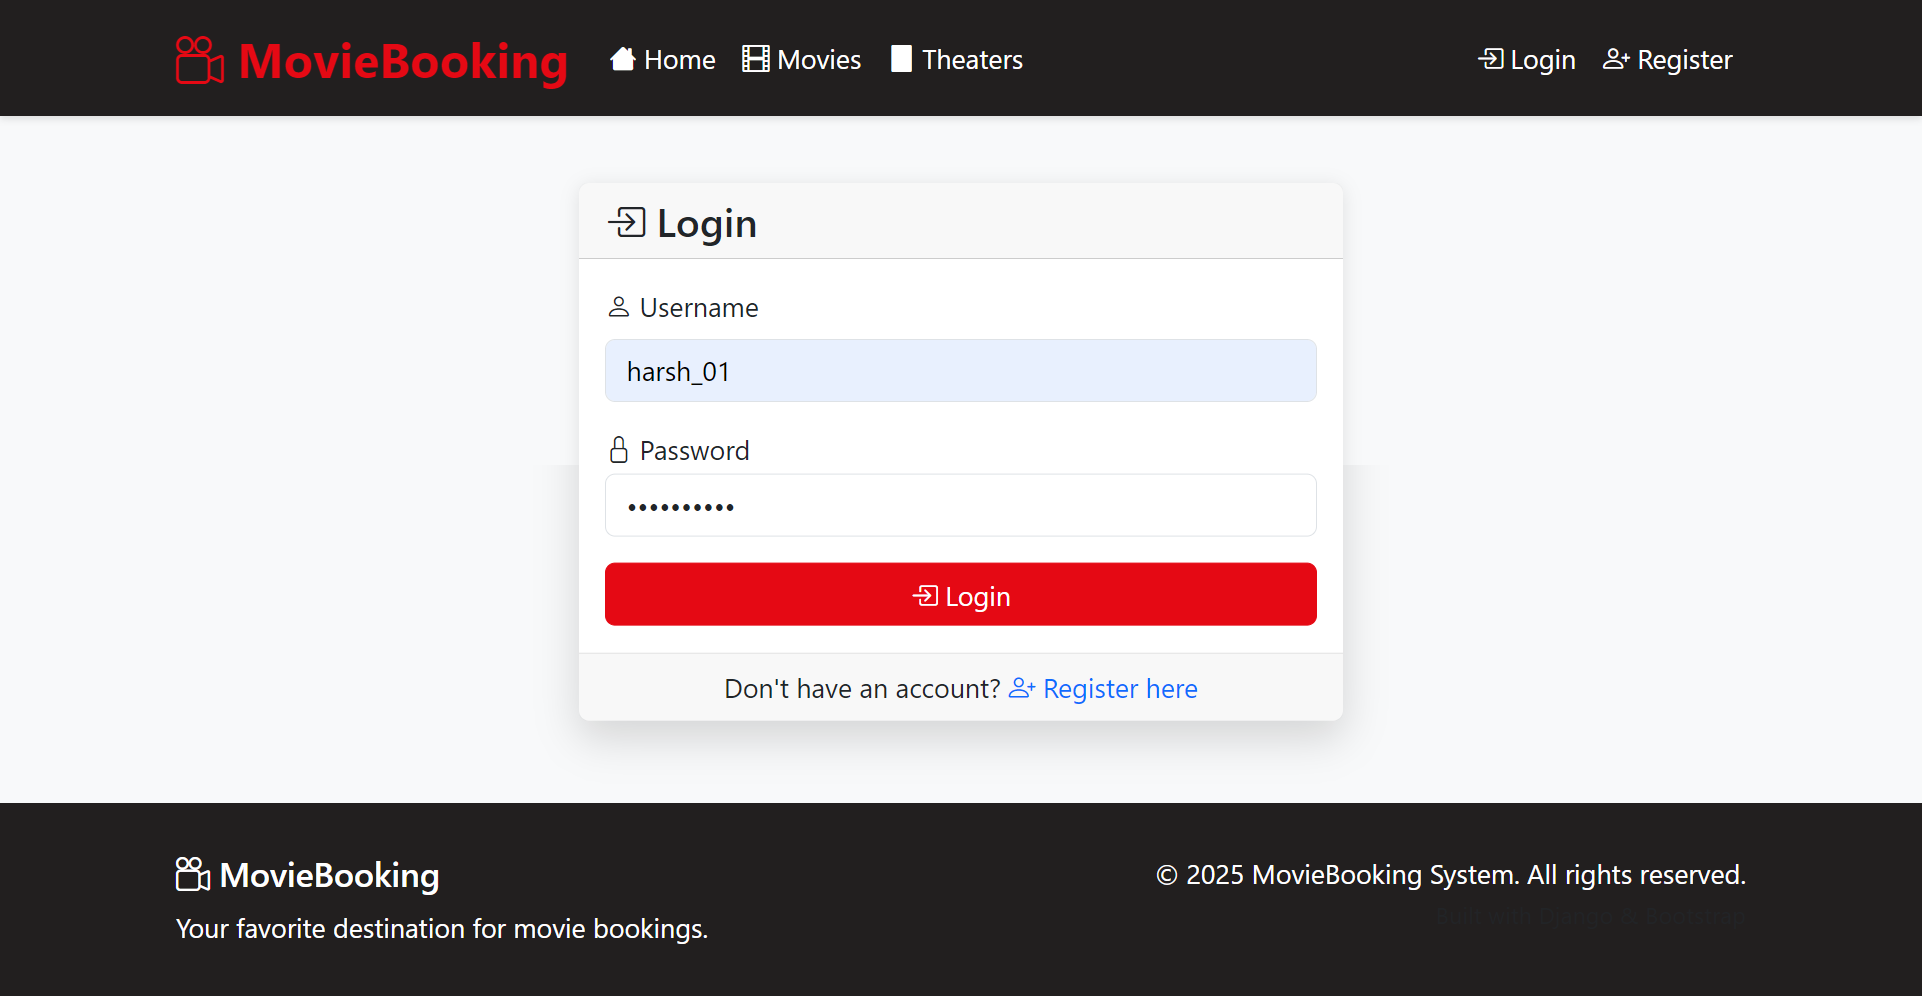 MovieBooking Home Movies Theaters Login Register
Login
Username
harsh_01
Password
••••••••••
Login
Don't have an account? Register here
MovieBooking
Your favorite destination for movie bookings.
© 2025 MovieBooking System. All rights reserved.
Built with Django & Bootstrap